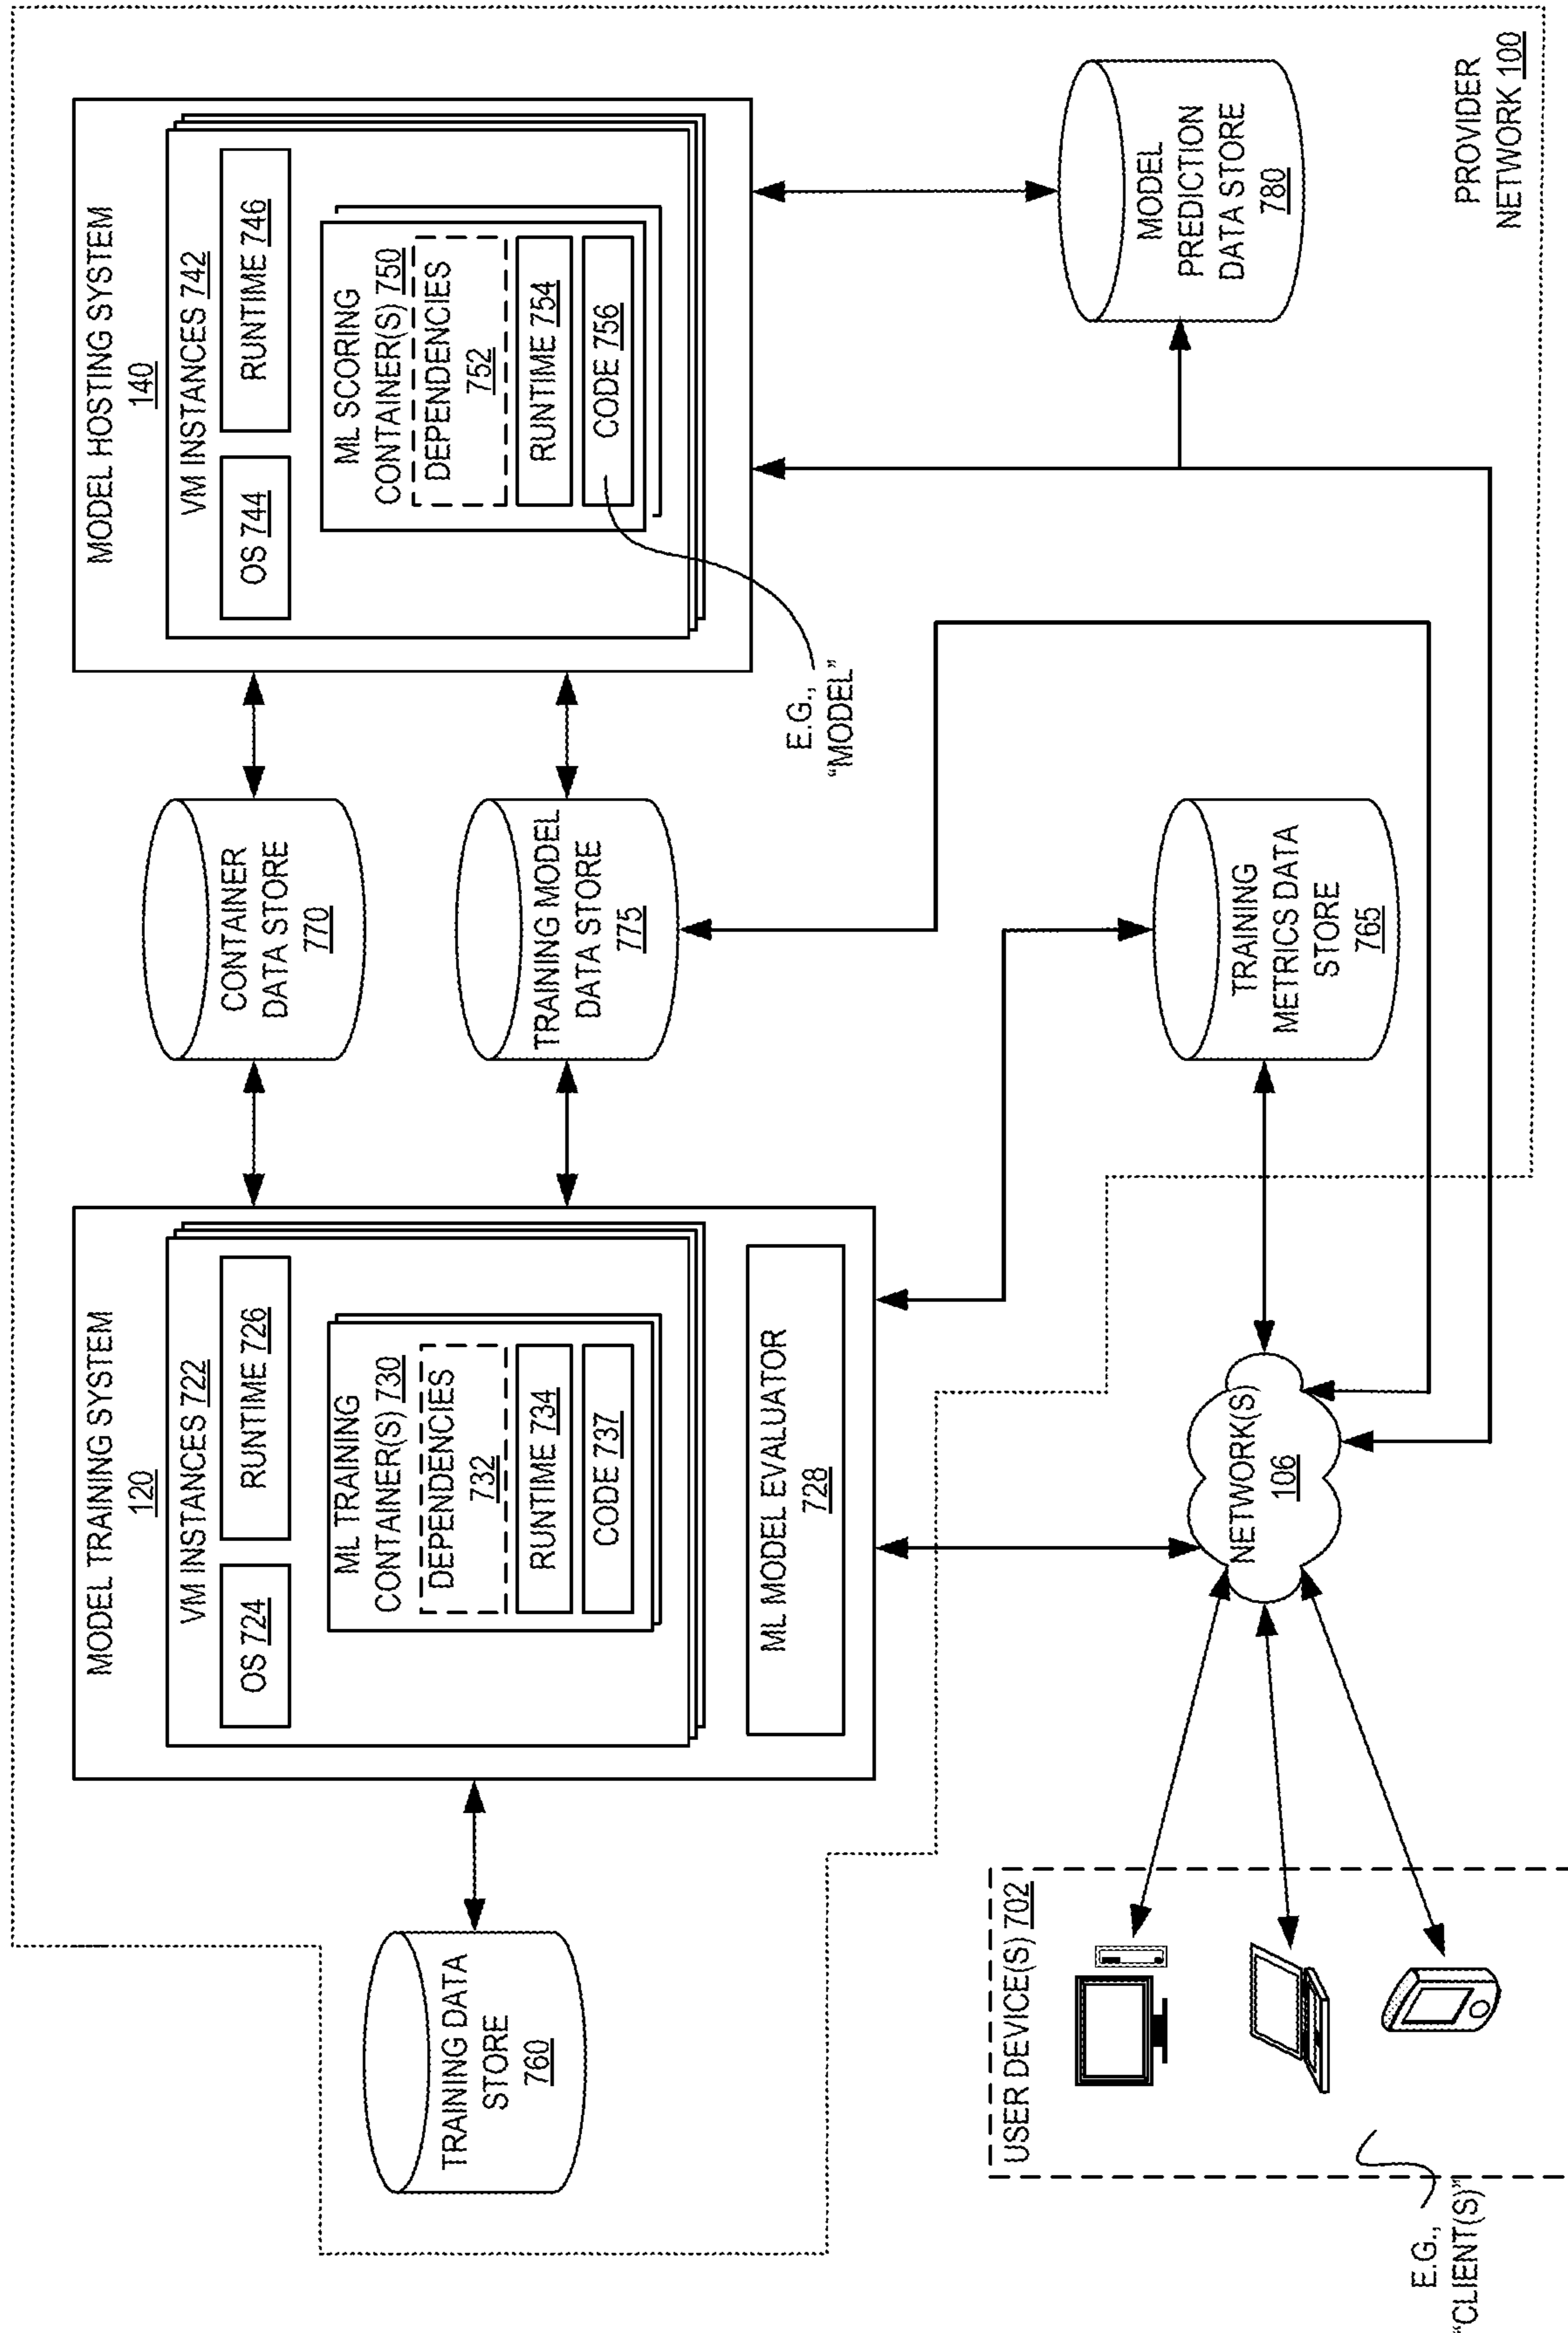 MODEL TRAINING SYSTEM
120
VM INSTANCES 722
OS 724
RUNTIME 726
ML TRAINING
CONTAINER(S) 730
DEPENDENCIES
732
RUNTIME 734
CODE 737
ML MODEL EVALUATOR
728
TRAINING DATA
STORE
760
CONTAINER
DATA STORE
770
TRAINING MODEL
DATA STORE
775
MODEL HOSTING SYSTEM
140
VM INSTANCES 742
OS 744
RUNTIME 746
ML SCORING
CONTAINER(S) 750
DEPENDENCIES
752
RUNTIME 754
CODE 756
E.G.,
“MODEL”
USER DEVICE(S) 702
E.G.,
“CLIENT(S)”
NETWORK(S)
106
TRAINING
METRICS DATA
STORE
765
MODEL
PREDICTION
DATA STORE
780
PROVIDER
NETWORK 100